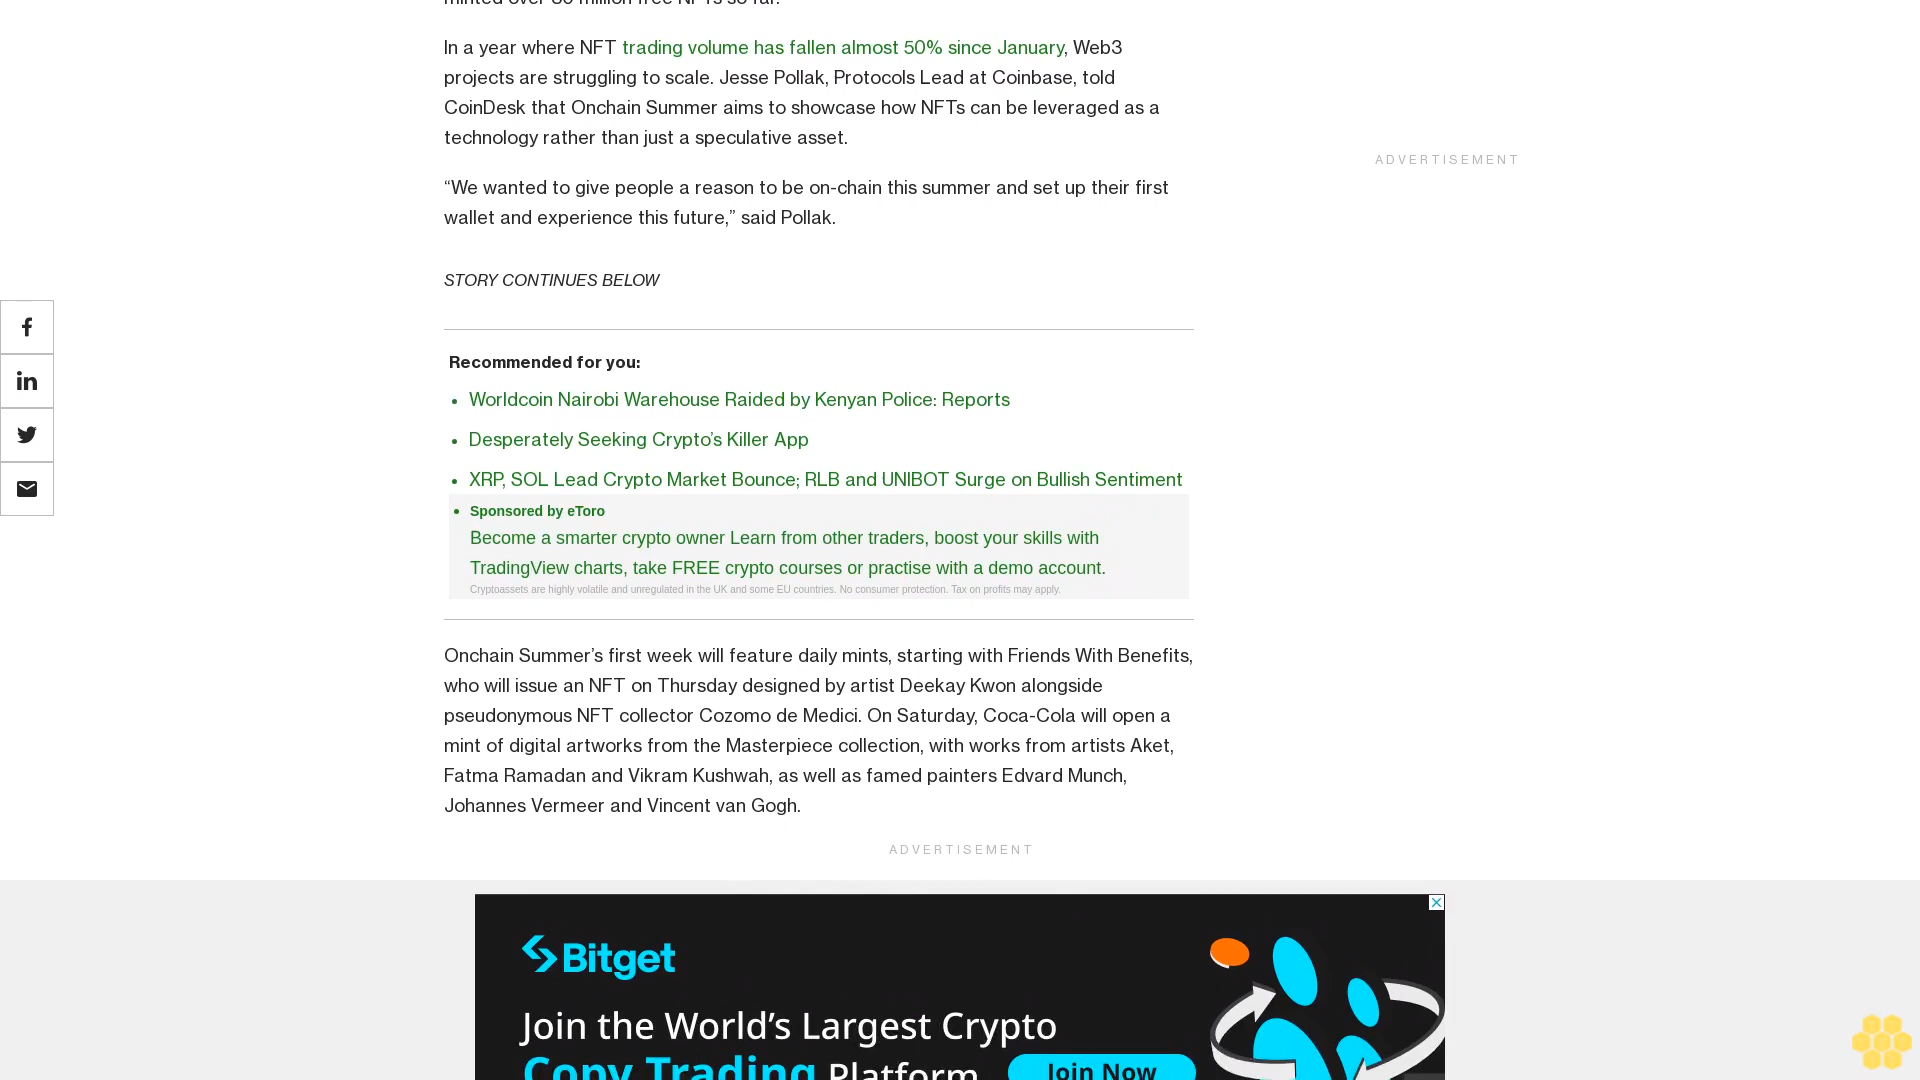 minted over 80 million free NFTs so far.
In a year where NFT trading volume has fallen almost 50% since January, Web3
projects are struggling to scale. Jesse Pollak, Protocols Lead at Coinbase, told
CoinDesk that Onchain Summer aims to showcase how NFTs can be leveraged as a
technology rather than just a speculative asset.
ADVERTISEMENT
“We wanted to give people a reason to be on-chain this summer and set up their first
wallet and experience this future,” said Pollak.
STORY CONTINUES BELOW
Recommended for you:
• Worldcoin Nairobi Warehouse Raided by Kenyan Police: Reports
• Desperately Seeking Crypto’s Killer App
• XRP, SOL Lead Crypto Market Bounce; RLB and UNIBOT Surge on Bullish Sentiment
• Sponsored by eToro
Become a smarter crypto owner Learn from other traders, boost your skills with
TradingView charts, take FREE crypto courses or practise with a demo account.
Cryptoassets are highly volatile and unregulated in the UK and some EU countries. No consumer protection. Tax on profits may apply.
Onchain Summer’s first week will feature daily mints, starting with Friends With Benefits,
who will issue an NFT on Thursday designed by artist Deekay Kwon alongside
pseudonymous NFT collector Cozomo de Medici. On Saturday, Coca-Cola will open a
mint of digital artworks from the Masterpiece collection, with works from artists Aket,
Fatma Ramadan and Vikram Kushwah, as well as famed painters Edvard Munch,
Johannes Vermeer and Vincent van Gogh.
ADVERTISEMENT
Bitget
Join the World’s Largest Crypto
Copy Trading Platform
Join Now